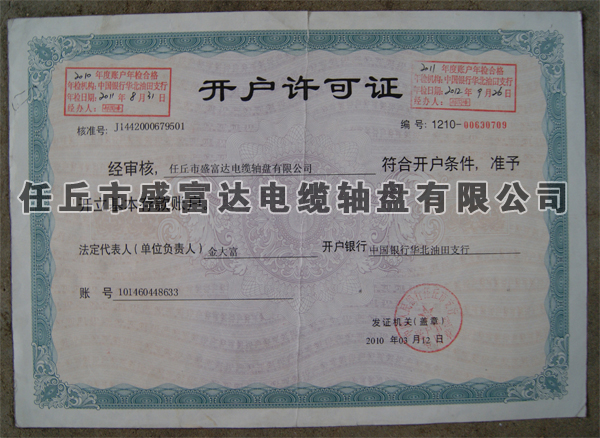 开户许可证
2010 年度账户年检合格
年检机构:中国银行华北油田支行
年检日期:2011 年 8 月 31 日
经办人:
2011 年度账户年检合格
年检机构:中国银行华北油田支行
年检日期:2012 年 9 月 26 日
经办人:
核准号: J1442000679501
编 号: 1210-00630709
经审核, 任丘市盛富达电缆轴盘有限公司 符合开户条件, 准予
任丘市盛富达电缆轴盘有限公司
开立基本存款账户
法定代表人(单位负责人) 金大富 开户银行 中国银行华北油田支行
账 号 101460448633
发证机关(盖章)
2010 年 03 月 12 日